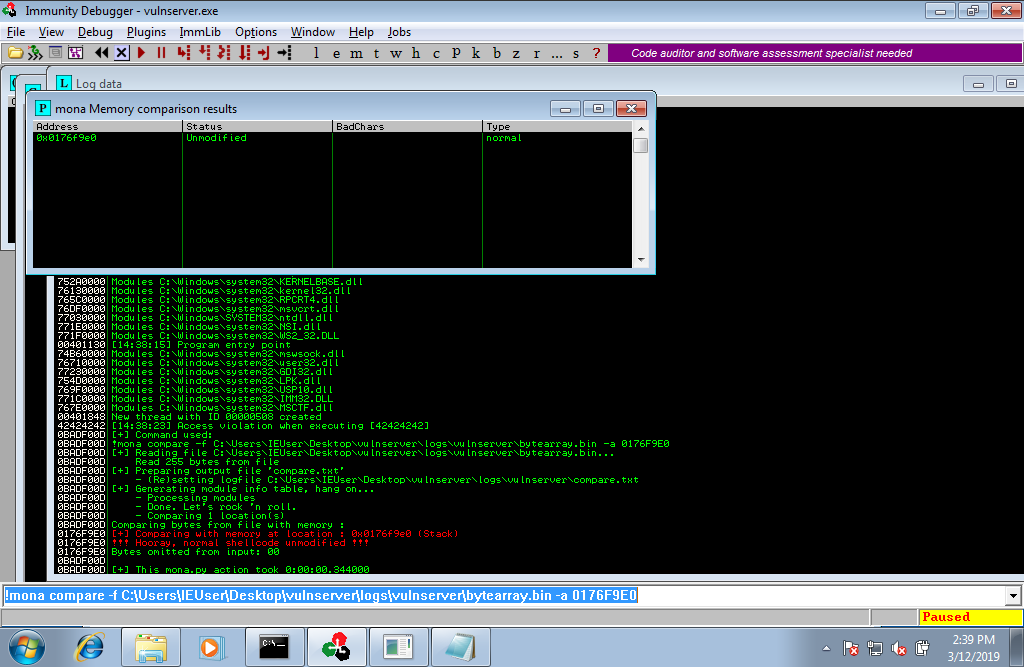 Immunity Debugger - vulnserver.exe
File View Debug Plugins ImmLib Options Window Help Jobs
l e m t w h c P k b z r ... s ? Code auditor and software assessment specialist needed
L Log data
P mona Memory comparison results
Address Status BadChars Type
0x0176f9e0 Unmodified normal
752A0000 Modules C:\Windows\system32\KERNELBASE.dll
76130000 Modules C:\Windows\system32\kernel32.dll
765C0000 Modules C:\Windows\system32\RPCRT4.dll
76DF0000 Modules C:\Windows\system32\msvcrt.dll
77030000 Modules C:\Windows\SYSTEM32\ntdll.dll
771E0000 Modules C:\Windows\system32\NSI.dll
771F0000 Modules C:\Windows\system32\WS2_32.DLL
00401130 [14:38:15] Program entry point
74B60000 Modules C:\Windows\system32\mswsock.dll
76710000 Modules C:\Windows\system32\user32.dll
77230000 Modules C:\Windows\system32\GDI32.dll
754D0000 Modules C:\Windows\system32\LPK.dll
769F0000 Modules C:\Windows\system32\USP10.dll
771C0000 Modules C:\Windows\system32\IMM32.DLL
767E0000 Modules C:\Windows\system32\MSCTF.dll
00401848 New thread with ID 00000508 created
42424242 [14:38:23] Access violation when executing [42424242]
0BADF00D [+] Command used:
0BADF00D !mona compare -f C:\Users\IEUser\Desktop\vulnserver\logs\vulnserver\bytearray.bin -a 0176F9E0
0BADF00D [+] Reading file C:\Users\IEUser\Desktop\vulnserver\logs\vulnserver\bytearray.bin...
0BADF00D Read 255 bytes from file
0BADF00D [+] Preparing output file 'compare.txt'
0BADF00D - (Re)setting logfile C:\Users\IEUser\Desktop\vulnserver\logs\vulnserver\compare.txt
0BADF00D [+] Generating module info table, hang on...
0BADF00D - Processing modules
0BADF00D - Done. Let's rock 'n roll.
0BADF00D - Comparing 1 location(s)
0BADF00D Comparing bytes from file with memory :
0176F9E0 [+] Comparing with memory at location : 0x0176f9e0 (Stack)
0176F9E0 !!! Hooray, normal shellcode unmodified !!!
0176F9E0 Bytes omitted from input: 00
0BADF00D
0BADF00D [+] This mona.py action took 0:00:00.344000
!mona compare -f C:\Users\IEUser\Desktop\vulnserver\logs\vulnserver\bytearray.bin -a 0176F9E0
Paused
C:\_
2:39 PM
3/12/2019